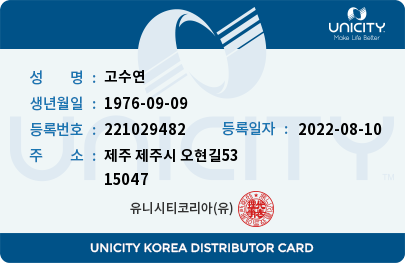 UNICITY
Make Life Better
성 명 : 고수연
생년월일 : 1976-09-09
등록번호 : 221029482 등록일자 : 2022-08-10
주 소 : 제주 제주시 오현길53
15047
UNICITY
유니시티코리아(유)
UNICITY KOREA DISTRIBUTOR CARD